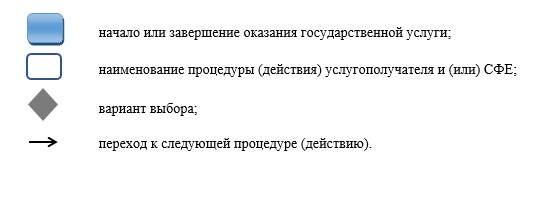 начало или завершение оказания государственной услуги;
наименование процедуры (действия) услугополучателя и (или) СФЕ;
вариант выбора;
переход к следующей процедуре (действию).